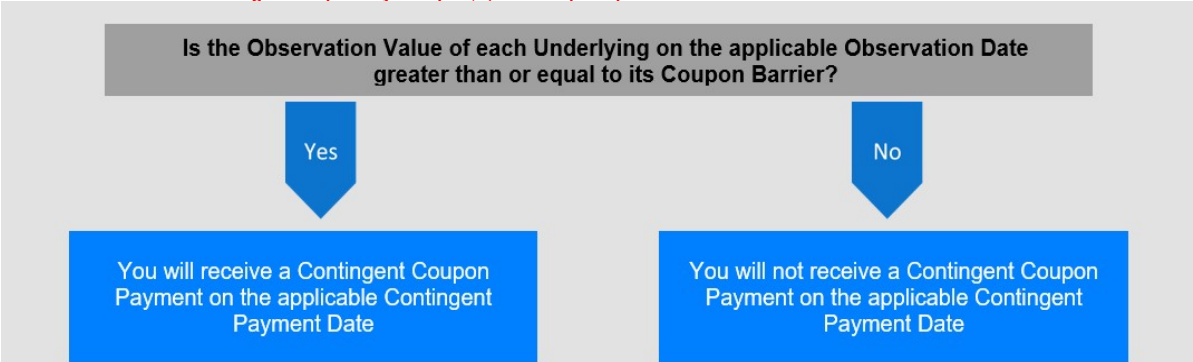 Is the Observation Value of each Underlying on the applicable Observation Date
greater than or equal to its Coupon Barrier?
Yes
No
You will receive a Contingent Coupon
Payment on the applicable Contingent
Payment Date
You will not receive a Contingent Coupon
Payment on the applicable Contingent
Payment Date